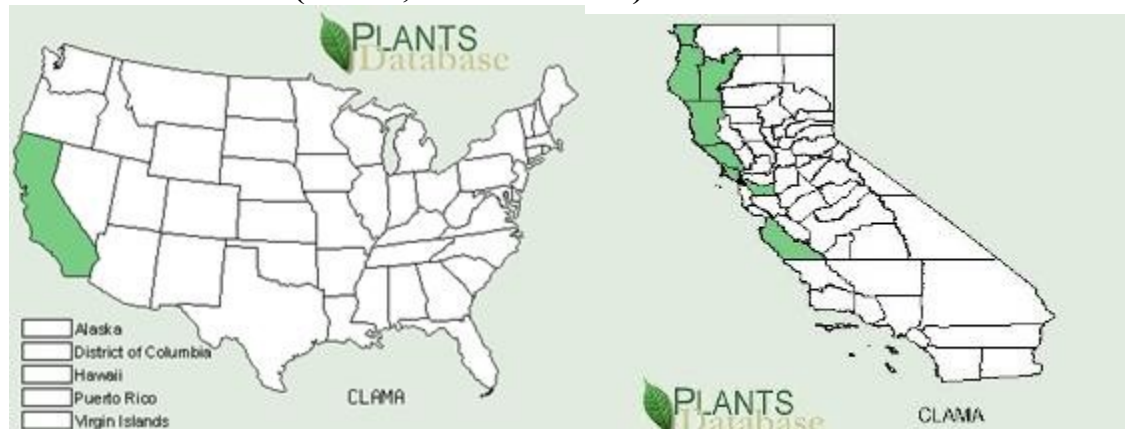 PLANTS
Database
Alaska
District of Columbia
Hawaii
Puerto Rico
Virgin Islands
CLAMA
PLANTS
Database
CLAMA